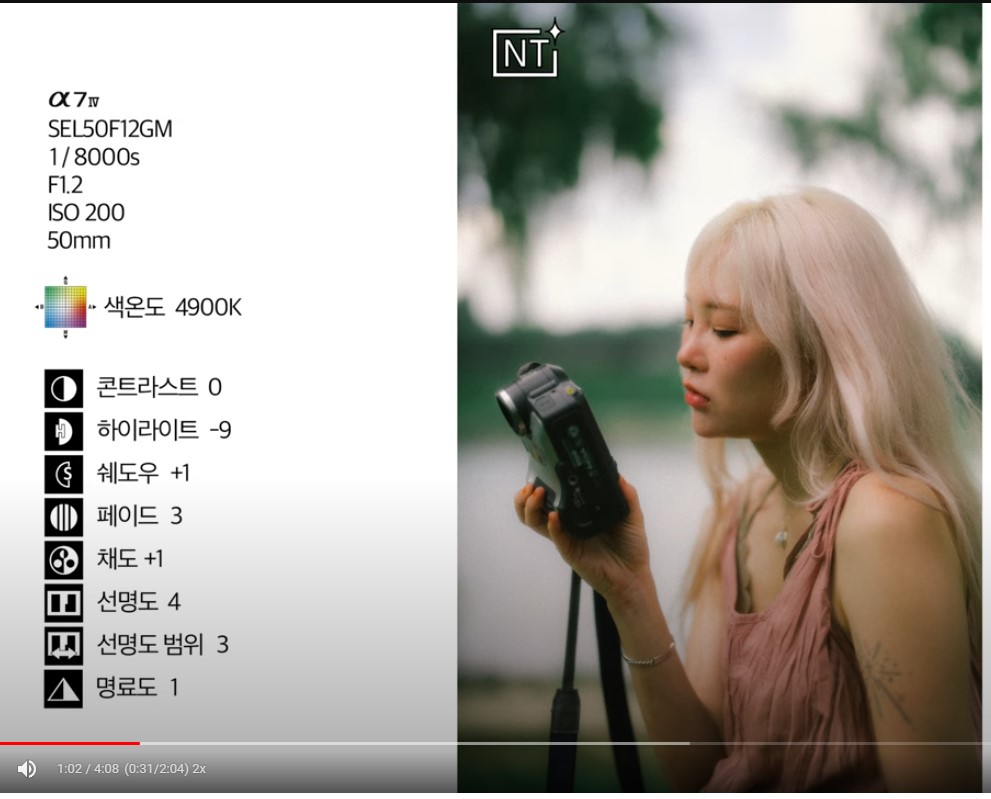 α7 IV
SEL50F12GM
1/8000s
F1.2
ISO 200
50mm
색온도 4900K
콘트라스트 0
하이라이트 -9
쉐도우 +1
페이드 3
채도 +1
선명도 4
선명도 범위 3
명료도 1
NT
1:02 / 4:08 (0:31/2:04) 2x